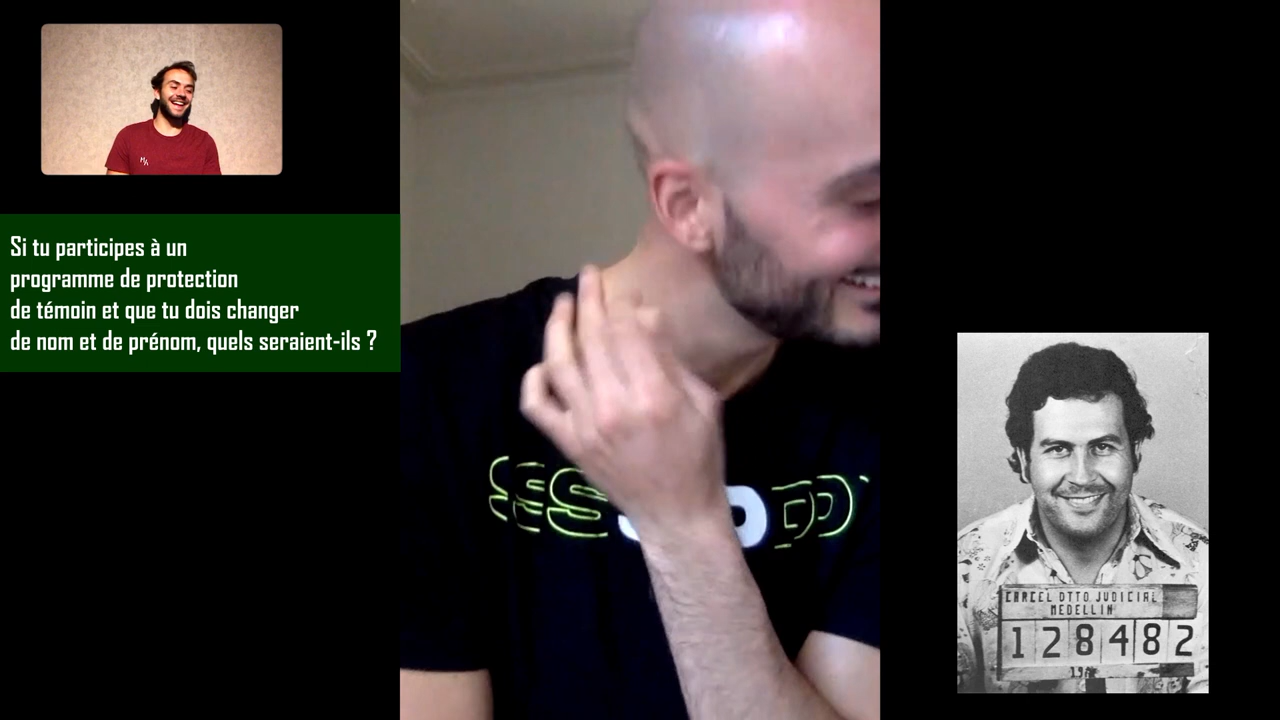 Si tu participes à un
programme de protection
de témoin et que tu dois changer
de nom et de prénom, quels seraient-ils ?
CARCEL DTTO JUDICIAL
MEDELLIN
128482